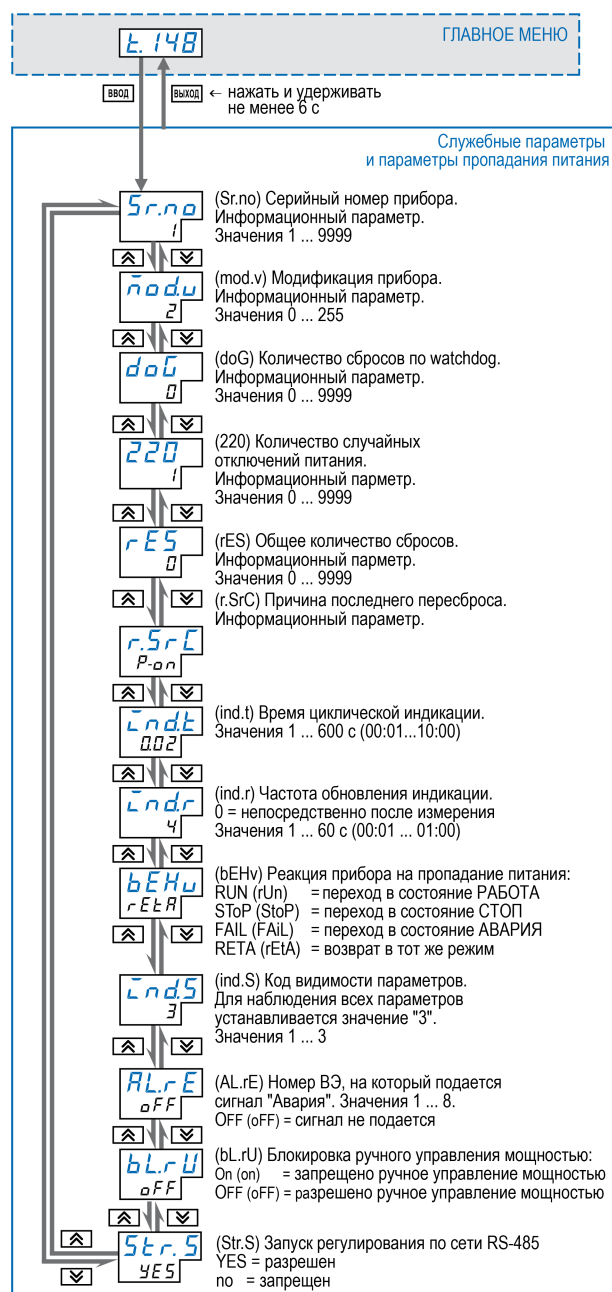 ГЛАВНОЕ МЕНЮ
t.148
ВВОД
ВЫХОД
← нажать и удерживать
не менее 6 с
Служебные параметры
и параметры пропадания питания
Sr.no
1
(Sr.no) Серийный номер прибора.
Информационный параметр.
Значения 1 ... 9999
mod.u
2
(mod.v) Модификация прибора.
Информационный параметр.
Значения 0 ... 255
doG
0
(doG) Количество сбросов по watchdog.
Информационный параметр.
Значения 0 ... 9999
220
1
(220) Количество случайных
отключений питания.
Информационный парметр.
Значения 0 ... 9999
rES
0
(rES) Общее количество сбросов.
Информационный парметр.
Значения 0 ... 9999
(r.SrC) Причина последнего пересброса.
Информационный параметр.
r.SrC
P-on
ind.t
0.02
(ind.t) Время циклической индикации.
Значения 1 ... 600 с (00:01...10:00)
ind.r
4
(ind.r) Частота обновления индикации.
0 = непосредственно после измерения
Значения 1 ... 60 с (00:01 ... 01:00)
bEHu
rEtA
(bEHv) Реакция прибора на пропадание питания:
RUN (rUn) = переход в состояние РАБОТА
SToP (StoP) = переход в состояние СТОП
FAIL (FAiL) = переход в состояние АВАРИЯ
RETA (rEtA) = возврат в тот же режим
ind.S
3
(ind.S) Код видимости параметров.
Для наблюдения всех параметров
устанавливается значение "3".
Значения 1 ... 3
AL.rE
oFF
(AL.rE) Номер ВЭ, на который подается
сигнал "Авария". Значения 1 ... 8.
OFF (oFF) = сигнал не подается
bL.rU
oFF
(bL.rU) Блокировка ручного управления мощностью:
On (on) = запрещено ручное управление мощностью
OFF (oFF) = разрешено ручное управление мощностью
Str.S
YES
(Str.S) Запуск регулирования по сети RS-485
YES = разрешен
no = запрещен